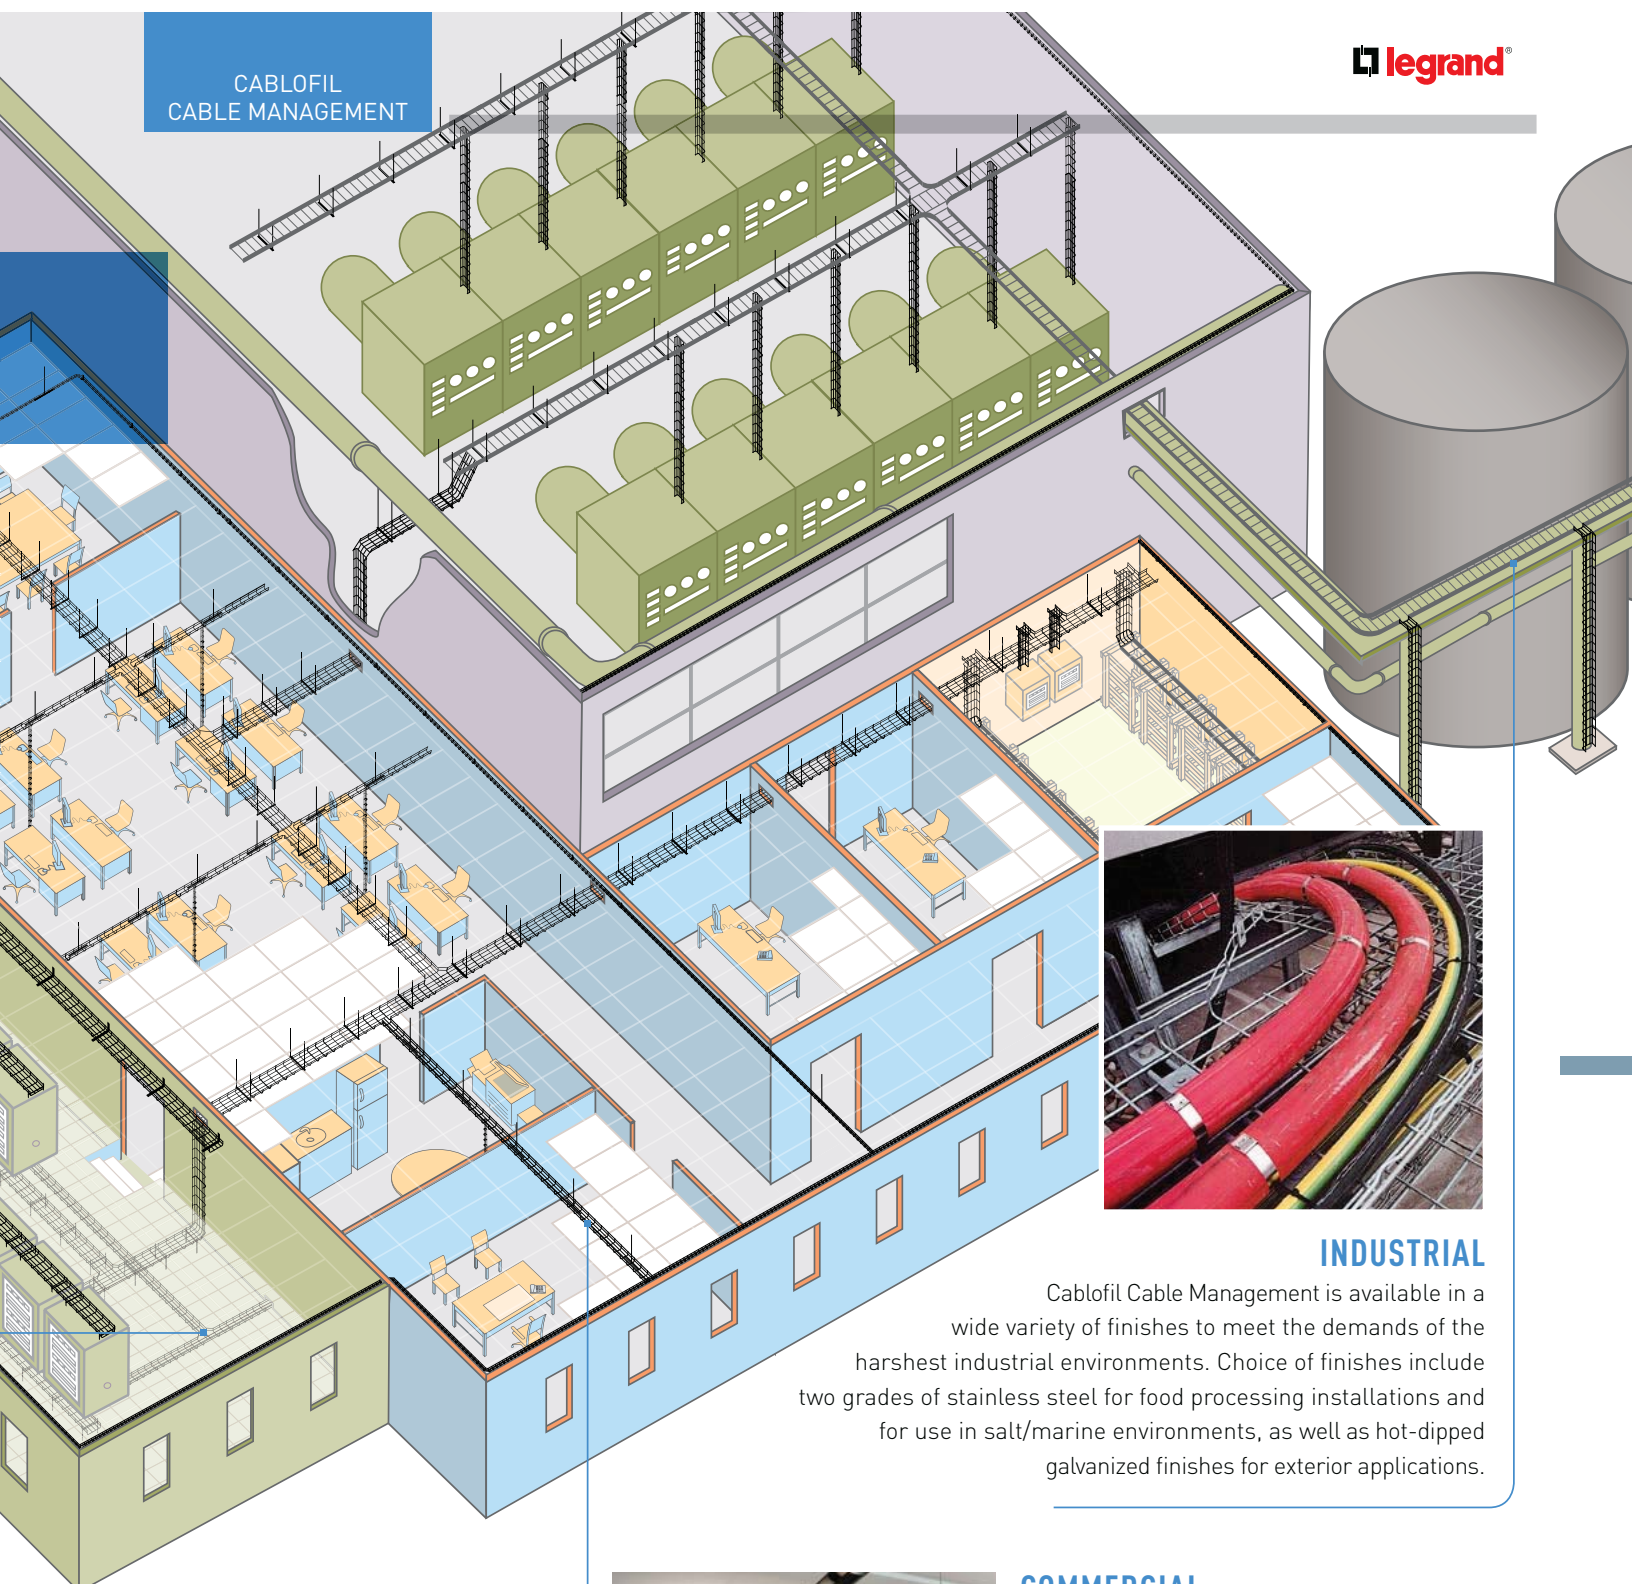 CABLOFIL
CABLE MANAGEMENT
legrand®
INDUSTRIAL
Cablofil Cable Management is available in a
wide variety of finishes to meet the demands of the
harshest industrial environments. Choice of finishes include
two grades of stainless steel for food processing installations and
for use in salt/marine environments, as well as hot-dipped
galvanized finishes for exterior applications.
COMMERCIAL